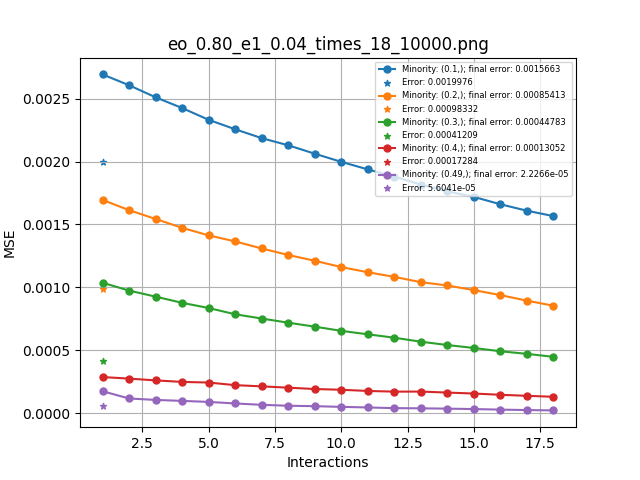 eo_0.80_e1_0.04_times_18_10000.png
Minority: (0.1,); final error: 0.0015663
Error: 0.0019976
Minority: (0.2,); final error: 0.00085413
Error: 0.00098332
Minority: (0.3,); final error: 0.00044783
Error: 0.00041209
Minority: (0.4,); final error: 0.00013052
Error: 0.00017284
Minority: (0.49,); final error: 2.2266e-05
Error: 5.6041e-05
MSE
0.0025
0.0020
0.0015
0.0010
0.0005
0.0000
2.5 5.0 7.5 10.0 12.5 15.0 17.5
Interactions